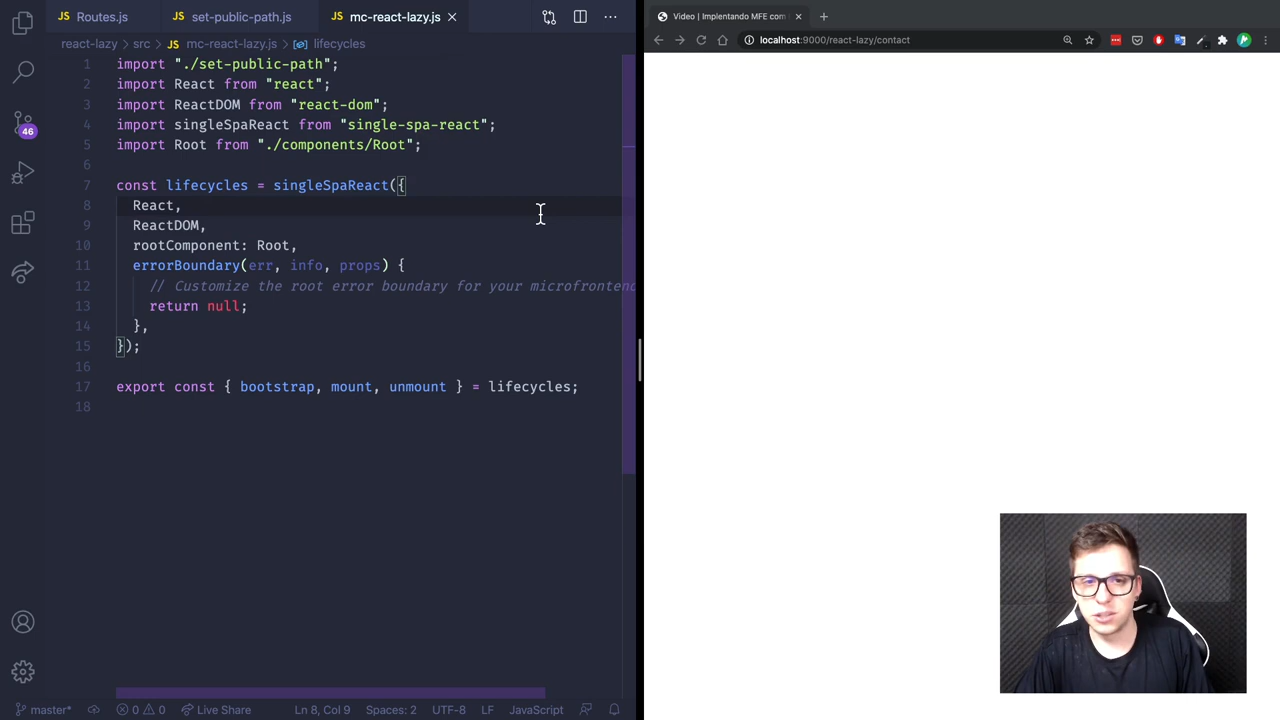 JS Routes.js
JS set-public-path.js
JS mc-react-lazy.js
react-lazy > src > JS mc-react-lazy.js > lifecycles
1 import "./set-public-path";
2 import React from "react";
3 import ReactDOM from "react-dom";
4 import singleSpaReact from "single-spa-react";
5 import Root from "./components/Root";
6
7 const lifecycles = singleSpaReact({
8 React,
9 ReactDOM,
10 rootComponent: Root,
11 errorBoundary(err, info, props) {
12 // Customize the root error boundary for your microfrontend
13 return null;
14 },
15 });
16
17 export const { bootstrap, mount, unmount } = lifecycles;
18
46
master*
0
0
Live Share
Ln 8, Col 9
Spaces: 2
UTF-8
LF
JavaScript
Video | Implentando MFE com
localhost:9000/react-lazy/contact